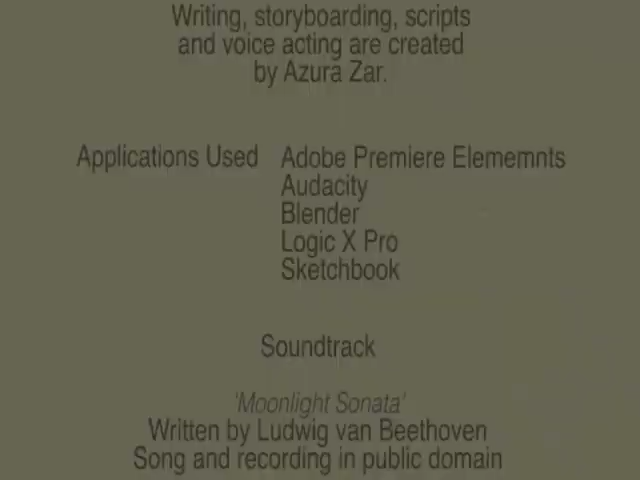 Writing, storyboarding, scripts
and voice acting are created
by Azura Zar.
Applications Used Adobe Premiere Elememnts
Audacity
Blender
Logic X Pro
Sketchbook
Soundtrack
'Moonlight Sonata'
Written by Ludwig van Beethoven
Song and recording in public domain